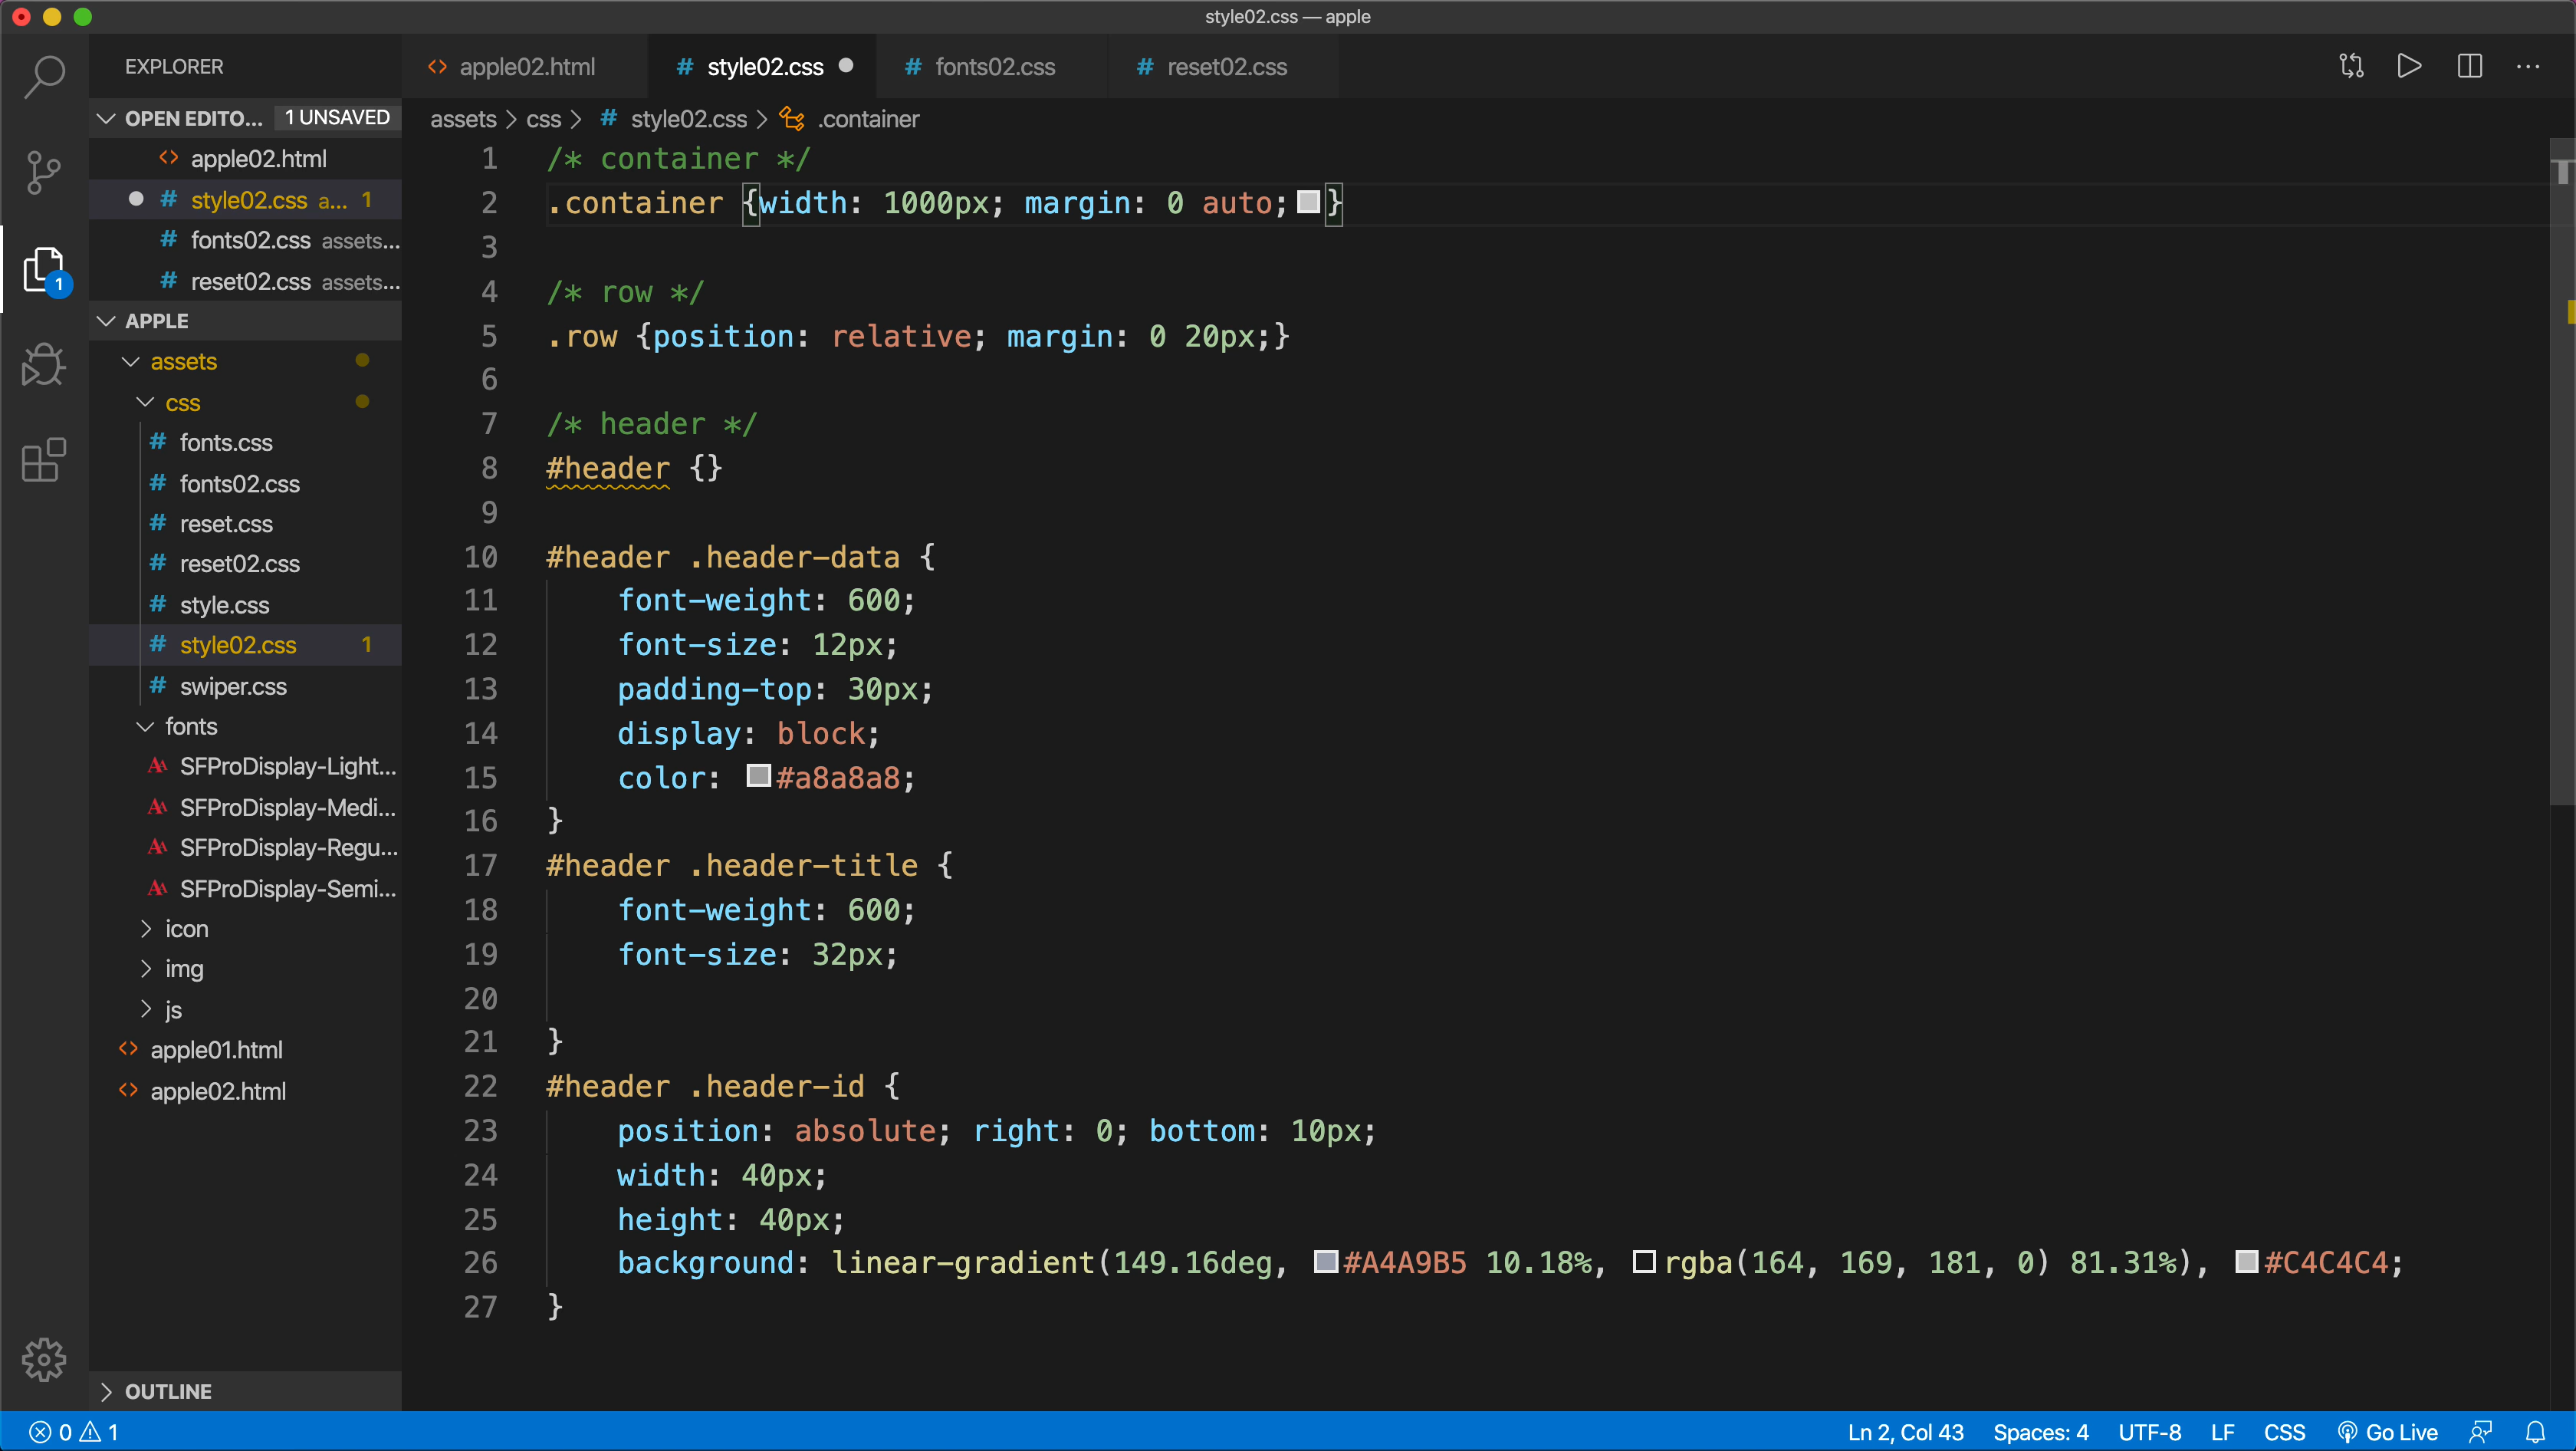 style02.css — apple
EXPLORER
apple02.html
# style02.css
# fonts02.css
# reset02.css
OPEN EDITO... 1 UNSAVED
apple02.html
# style02.css a... 1
# fonts02.css assets...
# reset02.css assets...
1
APPLE
assets
css
# fonts.css
# fonts02.css
# reset.css
# reset02.css
# style.css
# style02.css 1
# swiper.css
fonts
SFProDisplay-Light...
SFProDisplay-Medi...
SFProDisplay-Regu...
SFProDisplay-Semi...
icon
img
js
apple01.html
apple02.html
OUTLINE
assets > css > # style02.css > .container
1 /* container */
2 .container {width: 1000px; margin: 0 auto;}
3
4 /* row */
5 .row {position: relative; margin: 0 20px;}
6
7 /* header */
8 #header {}
9
10 #header .header-data {
11 font-weight: 600;
12 font-size: 12px;
13 padding-top: 30px;
14 display: block;
15 color: #a8a8a8;
16 }
17 #header .header-title {
18 font-weight: 600;
19 font-size: 32px;
20
21 }
22 #header .header-id {
23 position: absolute; right: 0; bottom: 10px;
24 width: 40px;
25 height: 40px;
26 background: linear-gradient(149.16deg, #A4A9B5 10.18%, rgba(164, 169, 181, 0) 81.31%), #C4C4C4;
27 }
0 1 Ln 2, Col 43 Spaces: 4 UTF-8 LF CSS Go Live